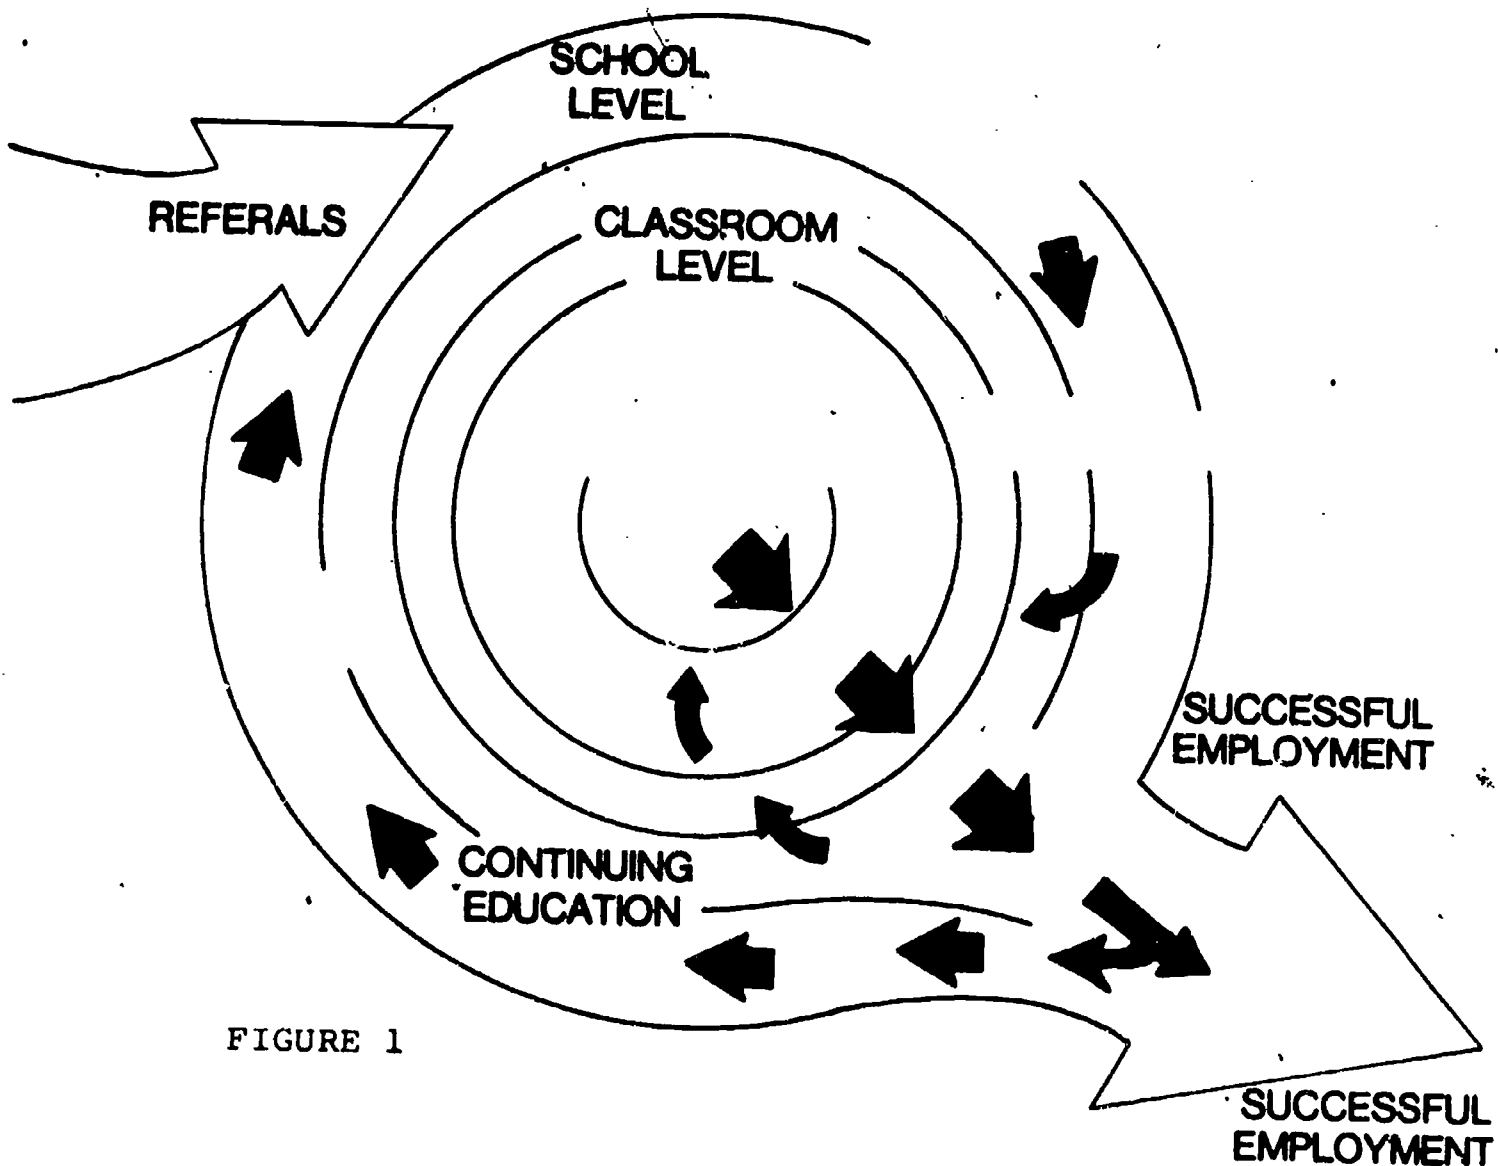 SCHOOL
LEVEL
REFERALS
CLASSROOM
LEVEL
SUCCESSFUL
EMPLOYMENT
CONTINUING
EDUCATION
FIGURE 1
SUCCESSFUL
EMPLOYMENT